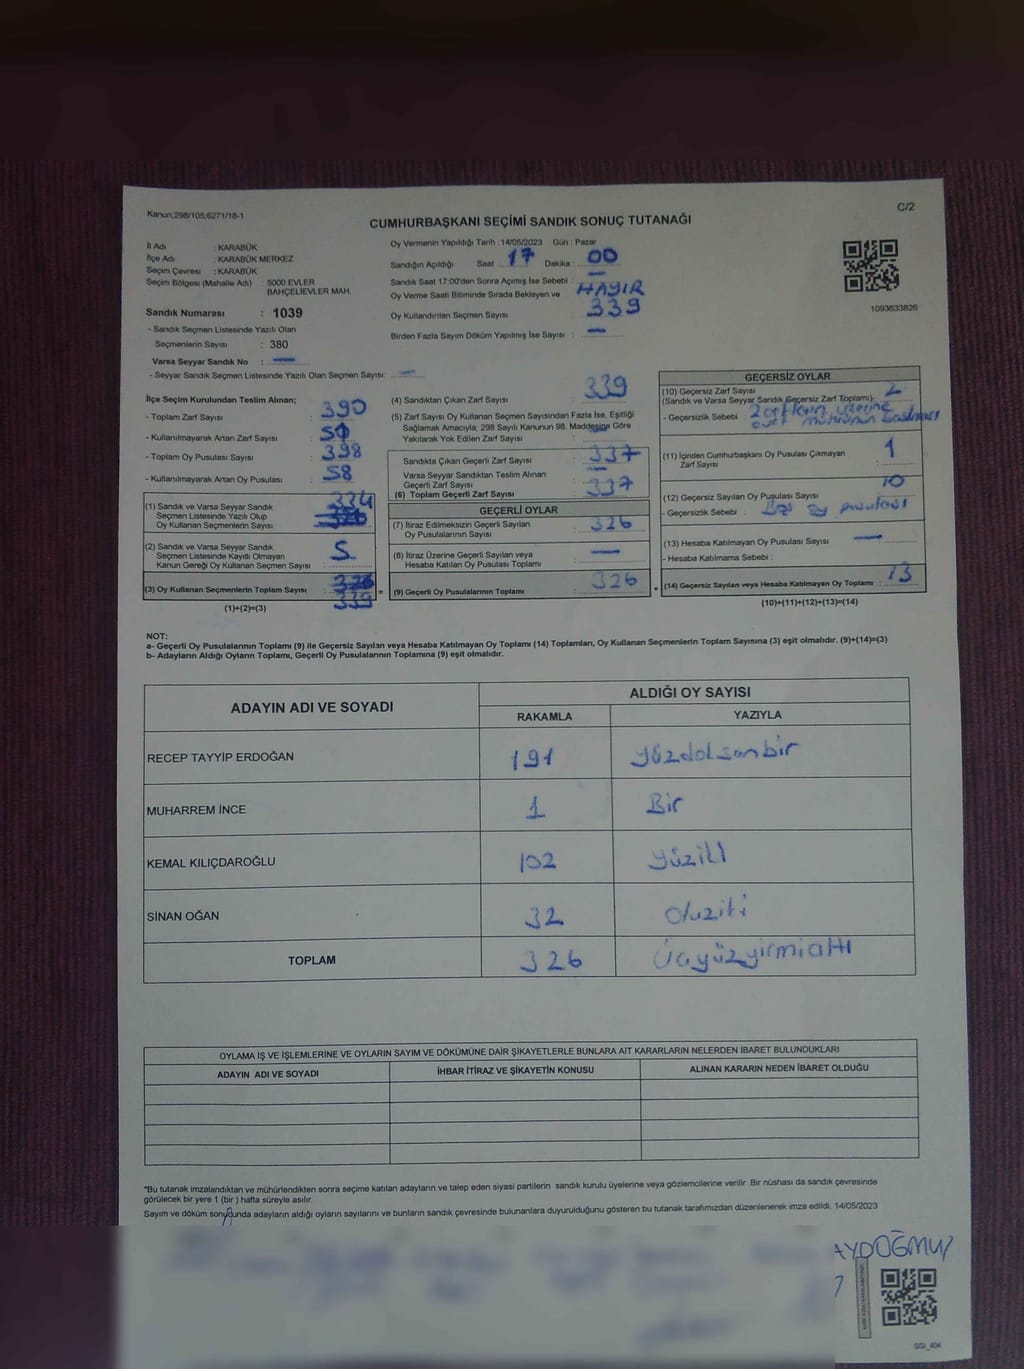 Kanun;298/105;6271/18-1
C/2
CUMHURBAŞKANI SEÇİMİ SANDIK SONUÇ TUTANAĞI
İl Adı : KARABÜK
İlçe Adı : KARABÜK MERKEZ
Seçim Çevresi : KARABÜK
Seçim Bölgesi (Mahalle Adı) : 5000 EVLER
BAHÇELİEVLER MAH.
Sandık Numarası : 1039
- Sandık Seçmen Listesinde Yazılı Olan
Seçmenlerin Sayısı : 380
Varsa Seyyar Sandık No : —
- Seyyar Sandık Seçmen Listesinde Yazılı Olan Seçmen Sayısı: —
Oy Vermenin Yapıldığı Tarih :14/05/2023 Gün : Pazar
Sandığın Açıldığı Saat : 17 Dakika : 00
Sandık Saat 17:00'den Sonra Açımış İse Sebebi : —
Oy Verme Saati Bitiminde Sırada Bekleyen ve HAYIR
Oy Kullandırılan Seçmen Sayısı : 339
Birden Fazla Sayım Döküm Yapılmış İse Sayısı : —
1093633826
İlçe Seçim Kurulundan Teslim Alınan;
- Toplam Zarf Sayısı : 390
- Kullanılmayarak Artan Zarf Sayısı :
- Toplam Oy Pusulası Sayısı : 398
- Kullanılmayarak Artan Oy Pusulası : 58
(1) Sandık ve Varsa Seyyar Sandık 334
Seçmen Listesinde Yazılı Olup
Oy Kullanan Seçmenlerin Sayısı :
(2) Sandık ve Varsa Seyyar Sandık
Seçmen Listesinde Kayıtlı Olmayan 5
Kanun Gereği Oy Kullanan Seçmen Sayısı :
(3) Oy Kullanan Seçmenlerin Toplam Sayısı : 326 =
339
(1)+(2)=(3)
(4) Sandıktan Çıkan Zarf Sayısı : 339
(5) Zarf Sayısı Oy Kullanan Seçmen Sayısından Fazla İse, Eşitliği
Sağlamak Amacıyla; 298 Sayılı Kanunun 98. Maddesine Göre
Yakılarak Yok Edilen Zarf Sayısı : —
Sandıkta Çıkan Geçerli Zarf Sayısı : 337
Varsa Seyyar Sandıktan Teslim Alınan
Geçerli Zarf Sayısı : —
(6) Toplam Geçerli Zarf Sayısı : 337
GEÇERLİ OYLAR
(7) İtiraz Edilmeksizin Geçerli Sayılan
Oy Pusulalarının Sayısı : 326
(8) İtiraz Üzerine Geçerli Sayılan veya
Hesaba Katılan Oy Pusulası Toplamı : —
(9) Geçerli Oy Pusulalarının Toplamı : 326 +
GEÇERSİZ OYLAR
(10) Geçersiz Zarf Sayısı 2
(Sandık ve Varsa Seyyar Sandık Geçersiz Zarf Toplamı) :
- Geçersizlik Sebebi : üzerine
mührünün
(11) İçinden Cumhurbaşkanı Oy Pusulası Çıkmayan
Zarf Sayısı : 1
(12) Geçersiz Sayılan Oy Pusulası Sayısı : 10
- Geçersizlik Sebebi : Boş oy pusulası
(13) Hesaba Katılmayan Oy Pusulası Sayısı : —
- Hesaba Katılmama Sebebi :
(14) Geçersiz Sayılan veya Hesaba Katılmayan Oy Toplamı : 13
(10)+(11)+(12)+(13)=(14)
NOT:
a- Geçerli Oy Pusulalarının Toplamı (9) ile Geçersiz Sayılan veya Hesaba Katılmayan Oy Toplamı (14) Toplamları, Oy Kullanan Seçmenlerin Toplam Sayısına (3) eşit olmalıdır. (9)+(14)=(3)
b- Adayların Aldığı Oyların Toplamı, Geçerli Oy Pusulalarının Toplamına (9) eşit olmalıdır.
ADAYIN ADI VE SOYADI ALDIĞI OY SAYISI
RAKAMLA YAZIYLA
RECEP TAYYİP ERDOĞAN 191 yüzdoksanbir
MUHARREM İNCE 1 Bir
KEMAL KILIÇDAROĞLU 102 yüziki
SİNAN OĞAN 32 otuziki
TOPLAM 326 üçyüzyirmialtı
OYLAMA İŞ VE İŞLEMLERİNE VE OYLARIN SAYIM VE DÖKÜMÜNE DAİR ŞİKAYETLERLE BUNLARA AİT KARARLARIN NELERDEN İBARET BULUNDUKLARI
ADAYIN ADI VE SOYADI İHBAR İTİRAZ VE ŞİKAYETİN KONUSU ALINAN KARARIN NEDEN İBARET OLDUĞU
*Bu tutanak imzalandıktan ve mühürlendikten sonra seçime katılan adayların ve talep eden siyasi partilerin sandık kurulu üyelerine veya gözlemcilerine verilir .Bir nüshası da sandık çevresinde
görülecek bir yere 1 (bir ) hafta süreyle asılır.
Sayım ve döküm sonucunda adayların aldığı oyların sayılarını ve bunların sandık çevresinde bulunanlara duyurulduğunu gösteren bu tutanak tarafımızdan düzenlenerek imza edildi. 14/05/2023
AYDOĞMUŞ